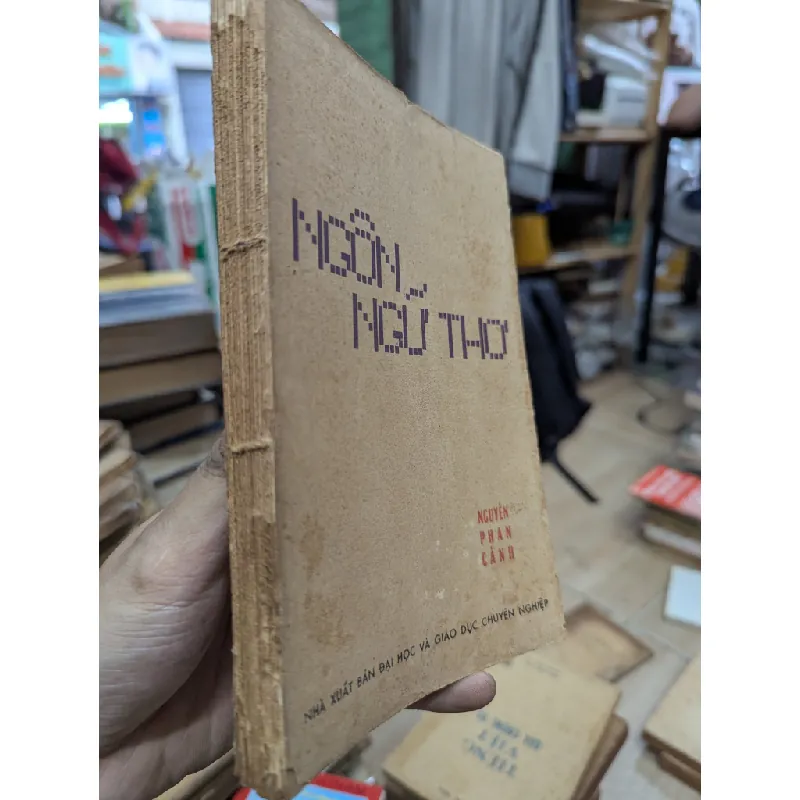 NGÔN
NGỮ THƠ
NGUYỄN
PHAN
CẢNH
NHÀ XUẤT BẢN ĐẠI HỌC VÀ GIÁO DỤC CHUYÊN NGHIỆP